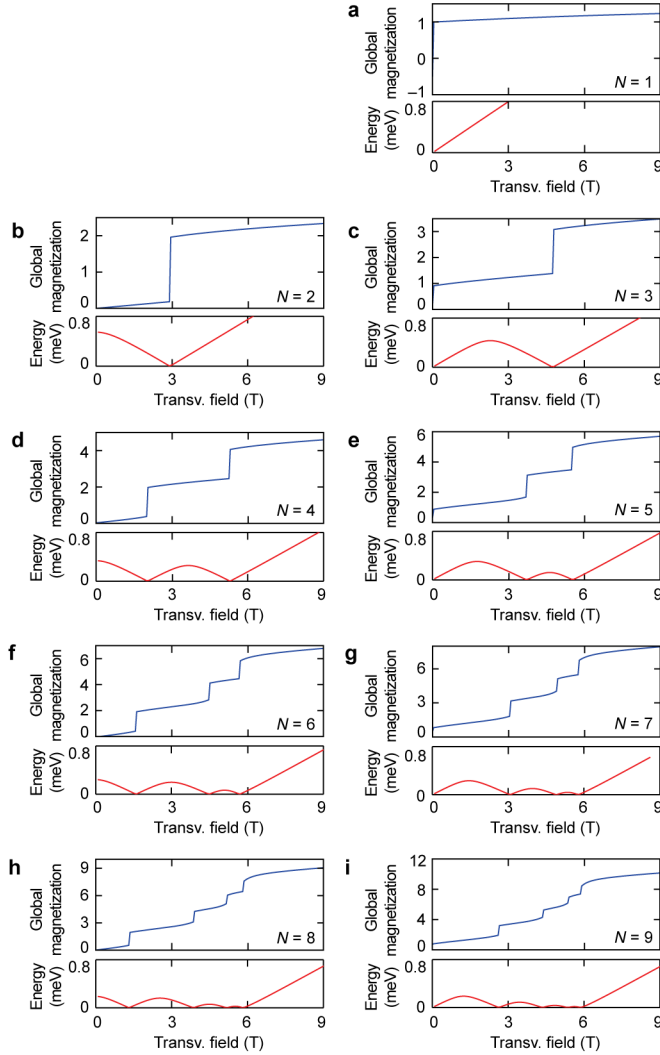 a
Global
magnetization
1
0
–1
N = 1
Energy
(meV)
0.8
0
0
3
6
9
Transv. field (T)
b
Global
magnetization
2
1
0
N = 2
Energy
(meV)
0.8
0
0
3
6
9
Transv. field (T)
c
Global
magnetization
3
2
1
0
N = 3
Energy
(meV)
0.8
0
0
3
6
9
Transv. field (T)
d
Global
magnetization
4
2
0
N = 4
Energy
(meV)
0.8
0
0
3
6
9
Transv. field (T)
e
Global
magnetization
6
4
2
0
N = 5
Energy
(meV)
0.8
0
0
3
6
9
Transv. field (T)
f
Global
magnetization
6
4
2
0
N = 6
Energy
(meV)
0.8
0
0
3
6
9
Transv. field (T)
g
Global
magnetization
6
3
0
N = 7
Energy
(meV)
0.8
0
0
3
6
9
Transv. field (T)
h
Global
magnetization
9
6
3
0
N = 8
Energy
(meV)
0.8
0
0
3
6
9
Transv. field (T)
i
Global
magnetization
12
8
4
0
N = 9
Energy
(meV)
0.8
0
0
3
6
9
Transv. field (T)